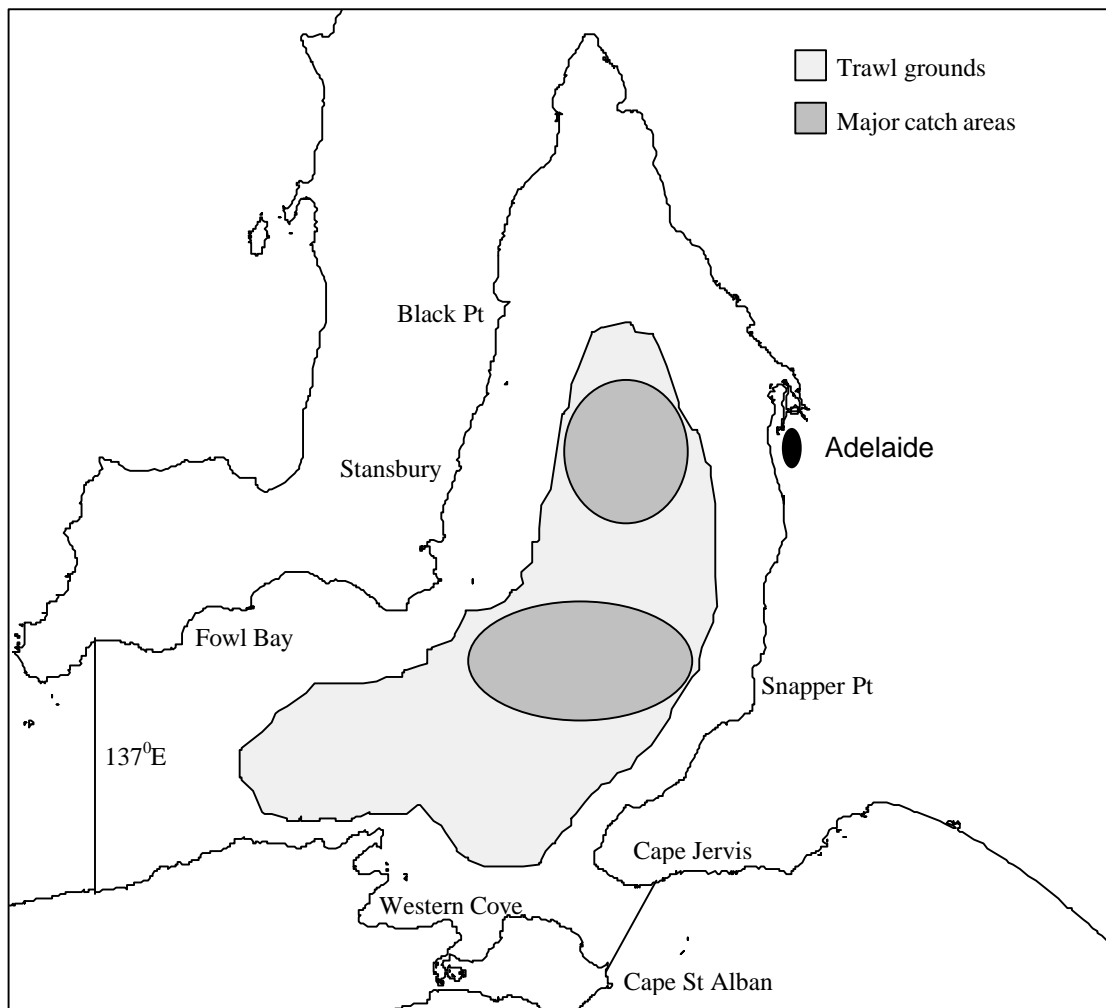 Trawl grounds
Major catch areas
Black Pt
Adelaide
Stansbury
Fowl Bay
Snapper Pt
137⁰E
Cape Jervis
Western Cove
Cape St Alban